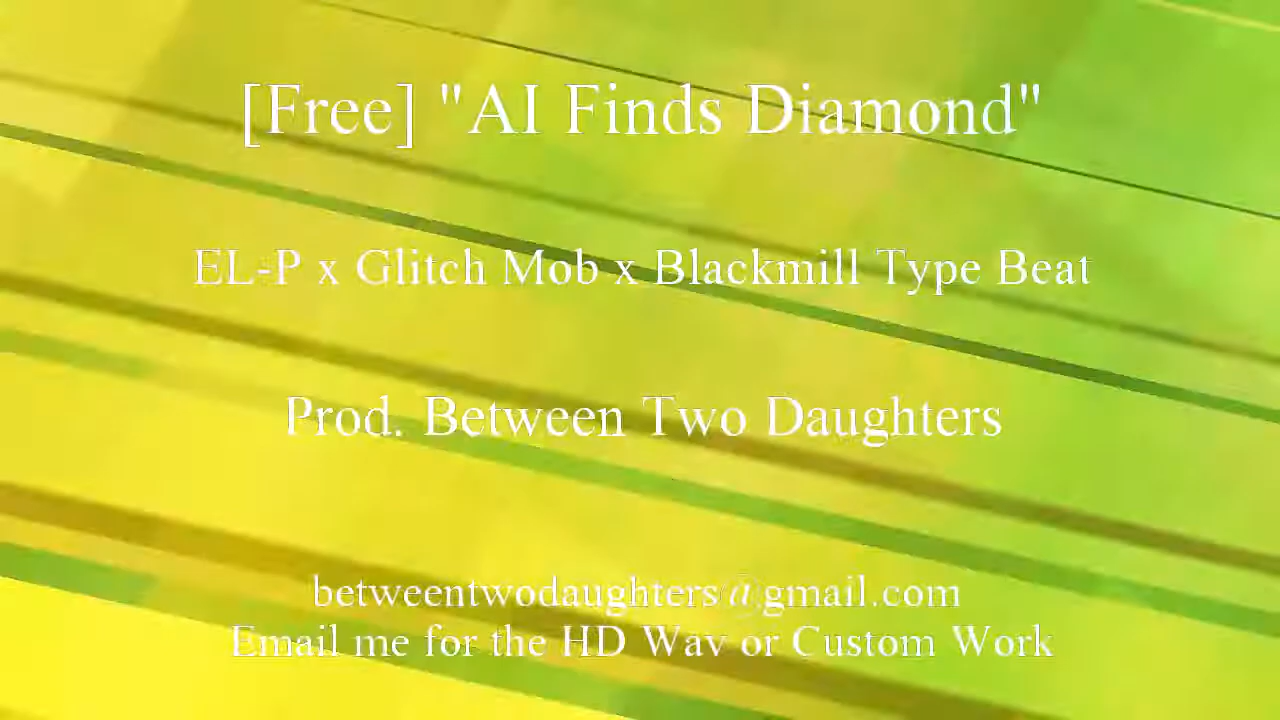 [Free] "AI Finds Diamond"
EL-P x Glitch Mob x Blackmill Type Beat
Prod. Between Two Daughters
betweentwodaughters@gmail.com
Email me for the HD Wav or Custom Work